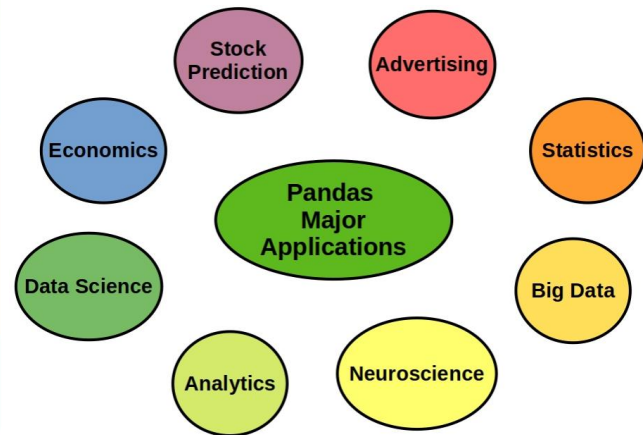 Stock
Prediction
Advertising
Economics
Statistics
Pandas
Major
Applications
Data Science
Big Data
Analytics
Neuroscience